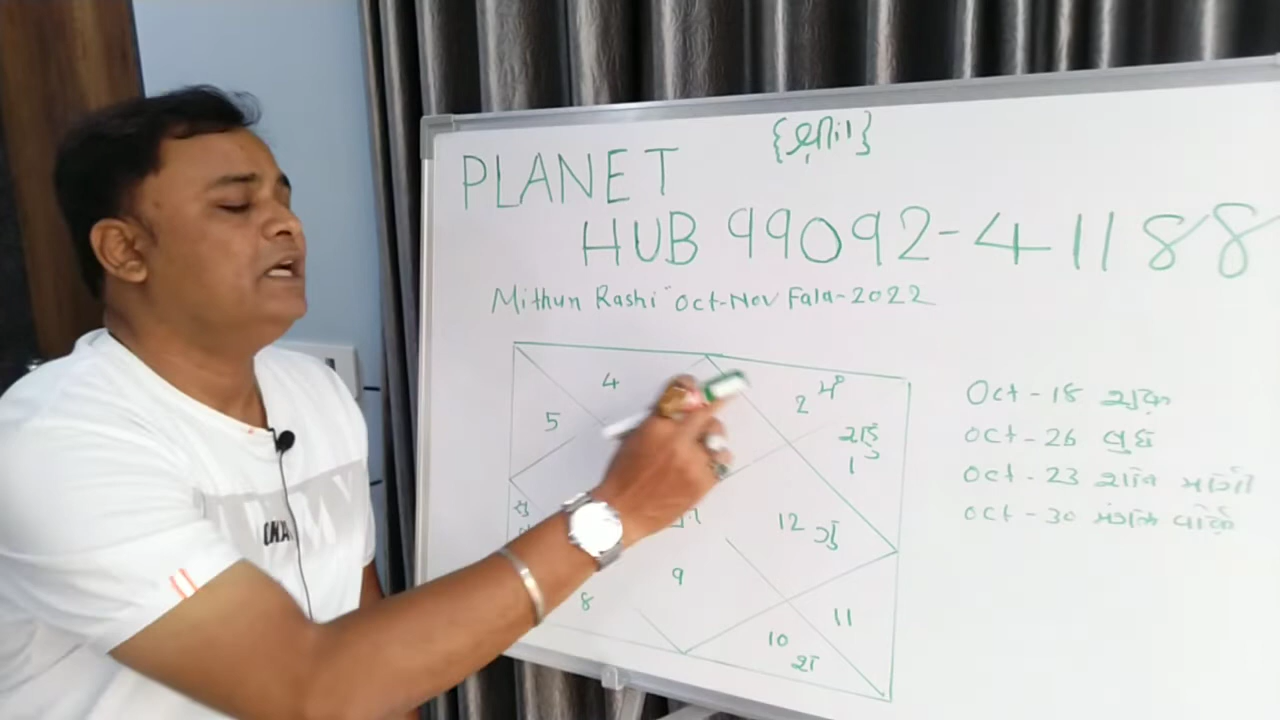 PLANET
HUB 99092-41188
Mithun Rashi Oct-Nov Fala-2022
4
2 મં
5
રાહુ
1
12 ગુ
9
8
11
10
શ
Oct-18 શુક્ર
Oct-26 બુધ
Oct-23 શનિ માર્ગી
Oct-30 મંગળ વક્રી